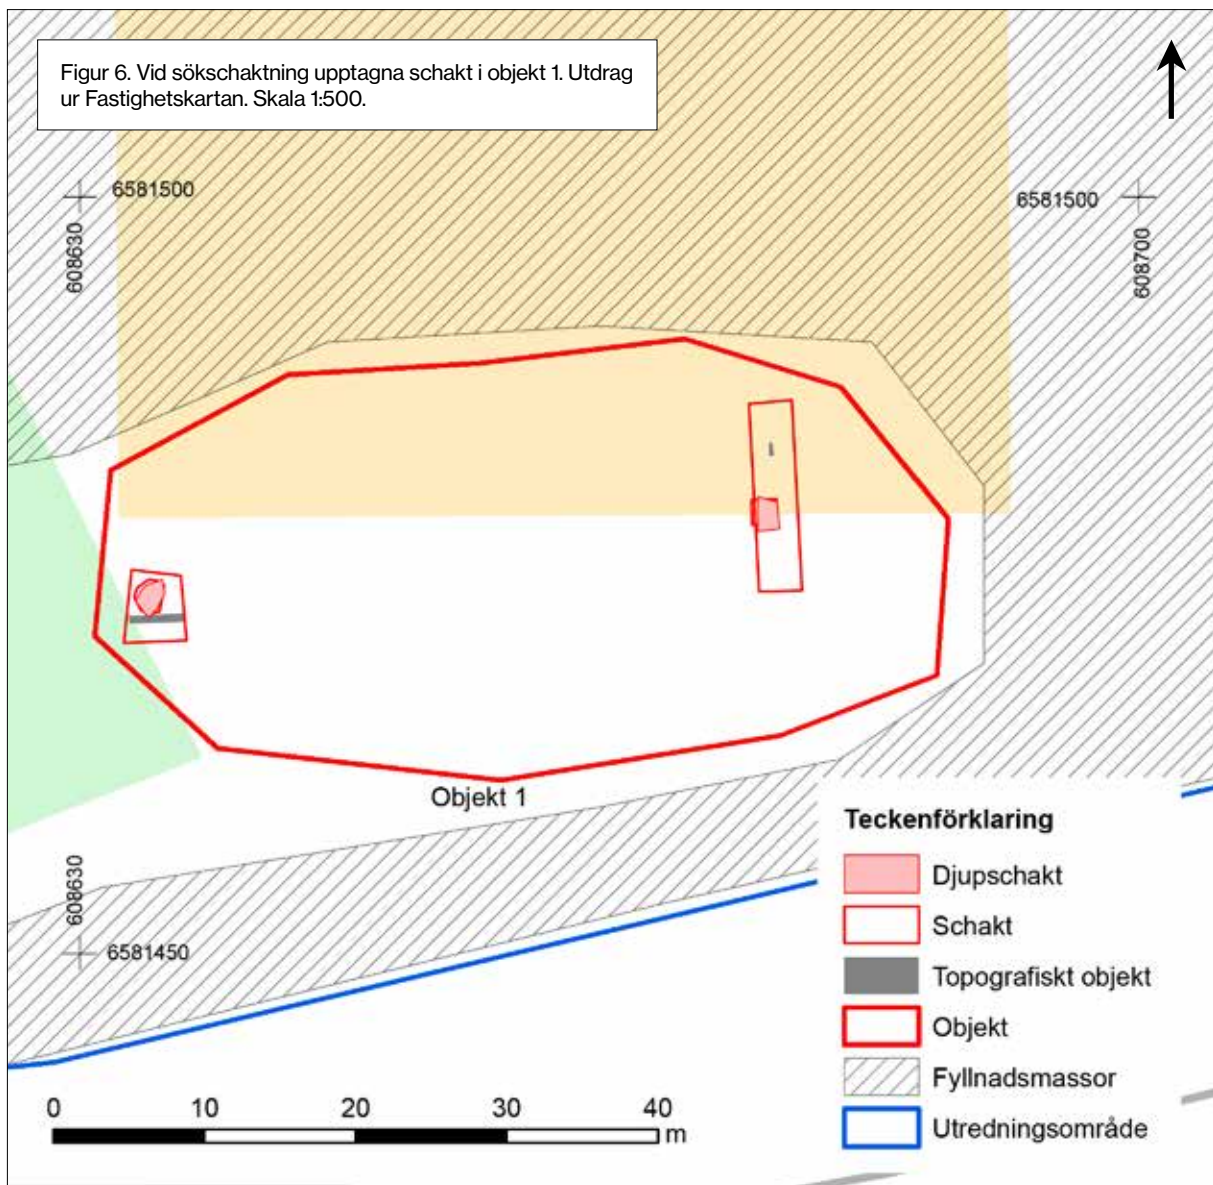 Figur 6. Vid sökschaktning upptagna schakt i objekt 1. Utdrag
ur Fastighetskartan. Skala 1:500.
6581500
6581500
608630
608700
Objekt 1
608630
6581450
Teckenförklaring
Djupschakt
Schakt
Topografiskt objekt
Objekt
Fyllnadsmassor
Utredningsområde
0 10 20 30 40
m